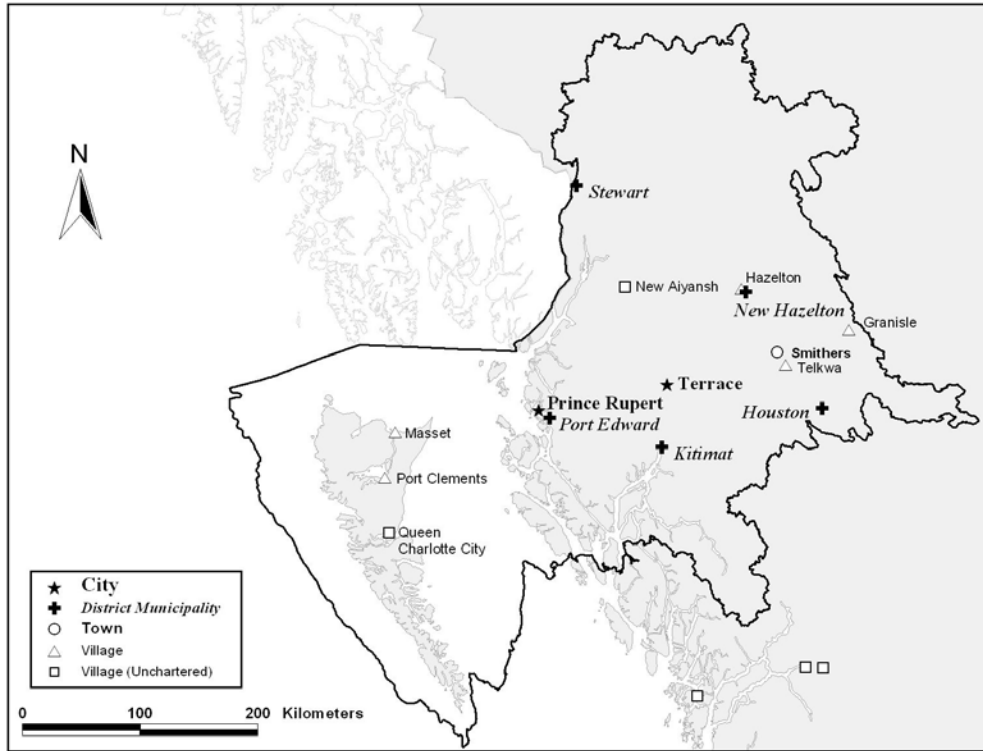 N
Stewart
New Aiyansh
Hazelton
New Hazelton
Granisle
Smithers
Telkwa
Terrace
Prince Rupert
Port Edward
Houston
Kitimat
Masset
Port Clements
Queen
Charlotte City
City
District Municipality
Town
Village
Village (Unchartered)
0 100 200 Kilometers